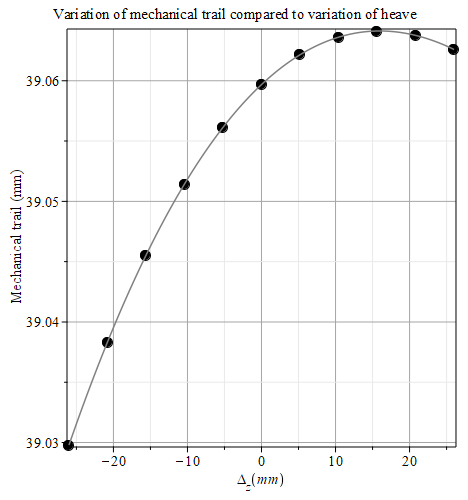 Variation of mechanical trail compared to variation of heave
39.06
39.05
Mechanical trail (mm)
39.04
39.03
−20 −10 0 10 20
Δz(mm)